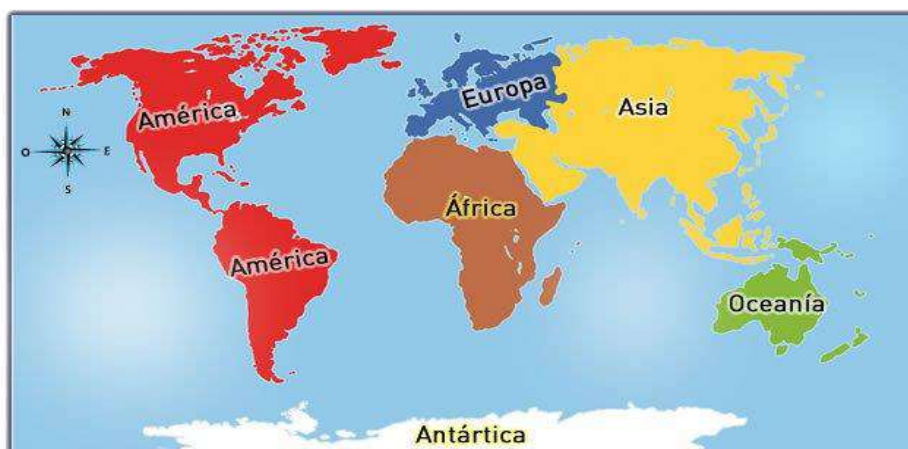 América
Europa
Asia
N
O
E
S
África
América
Oceanía
Antártica